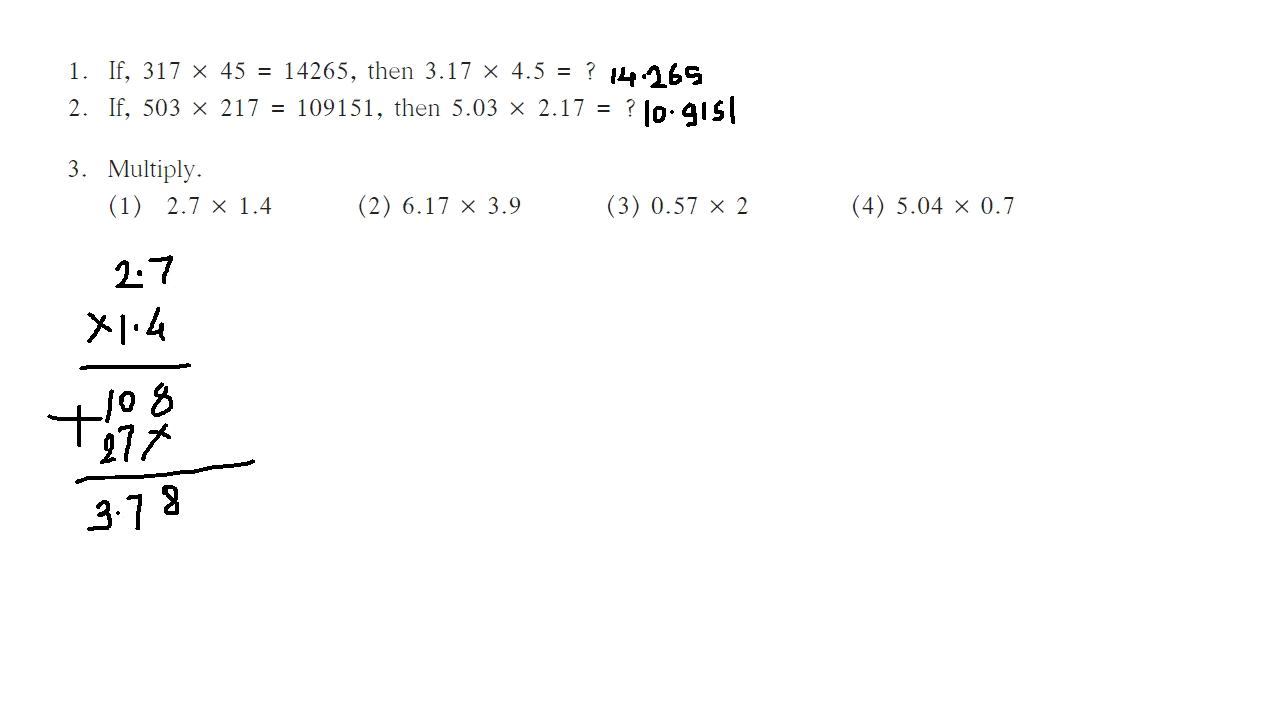 1. If, 317 × 45 = 14265, then 3.17 × 4.5 = ? 14.265
2. If, 503 × 217 = 109151, then 5.03 × 2.17 = ? 10.9151
3. Multiply.
(1) 2.7 × 1.4 (2) 6.17 × 3.9 (3) 0.57 × 2 (4) 5.04 × 0.7
2.7
×1.4
108
+
27×
3.78